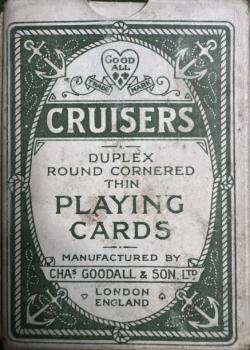 GOOD
ALL
TRADE MARK
CRUISERS
DUPLEX
ROUND CORNERED
THIN
PLAYING
CARDS
MANUFACTURED BY
CHAS GOODALL & SON. LTD
LONDON
ENGLAND